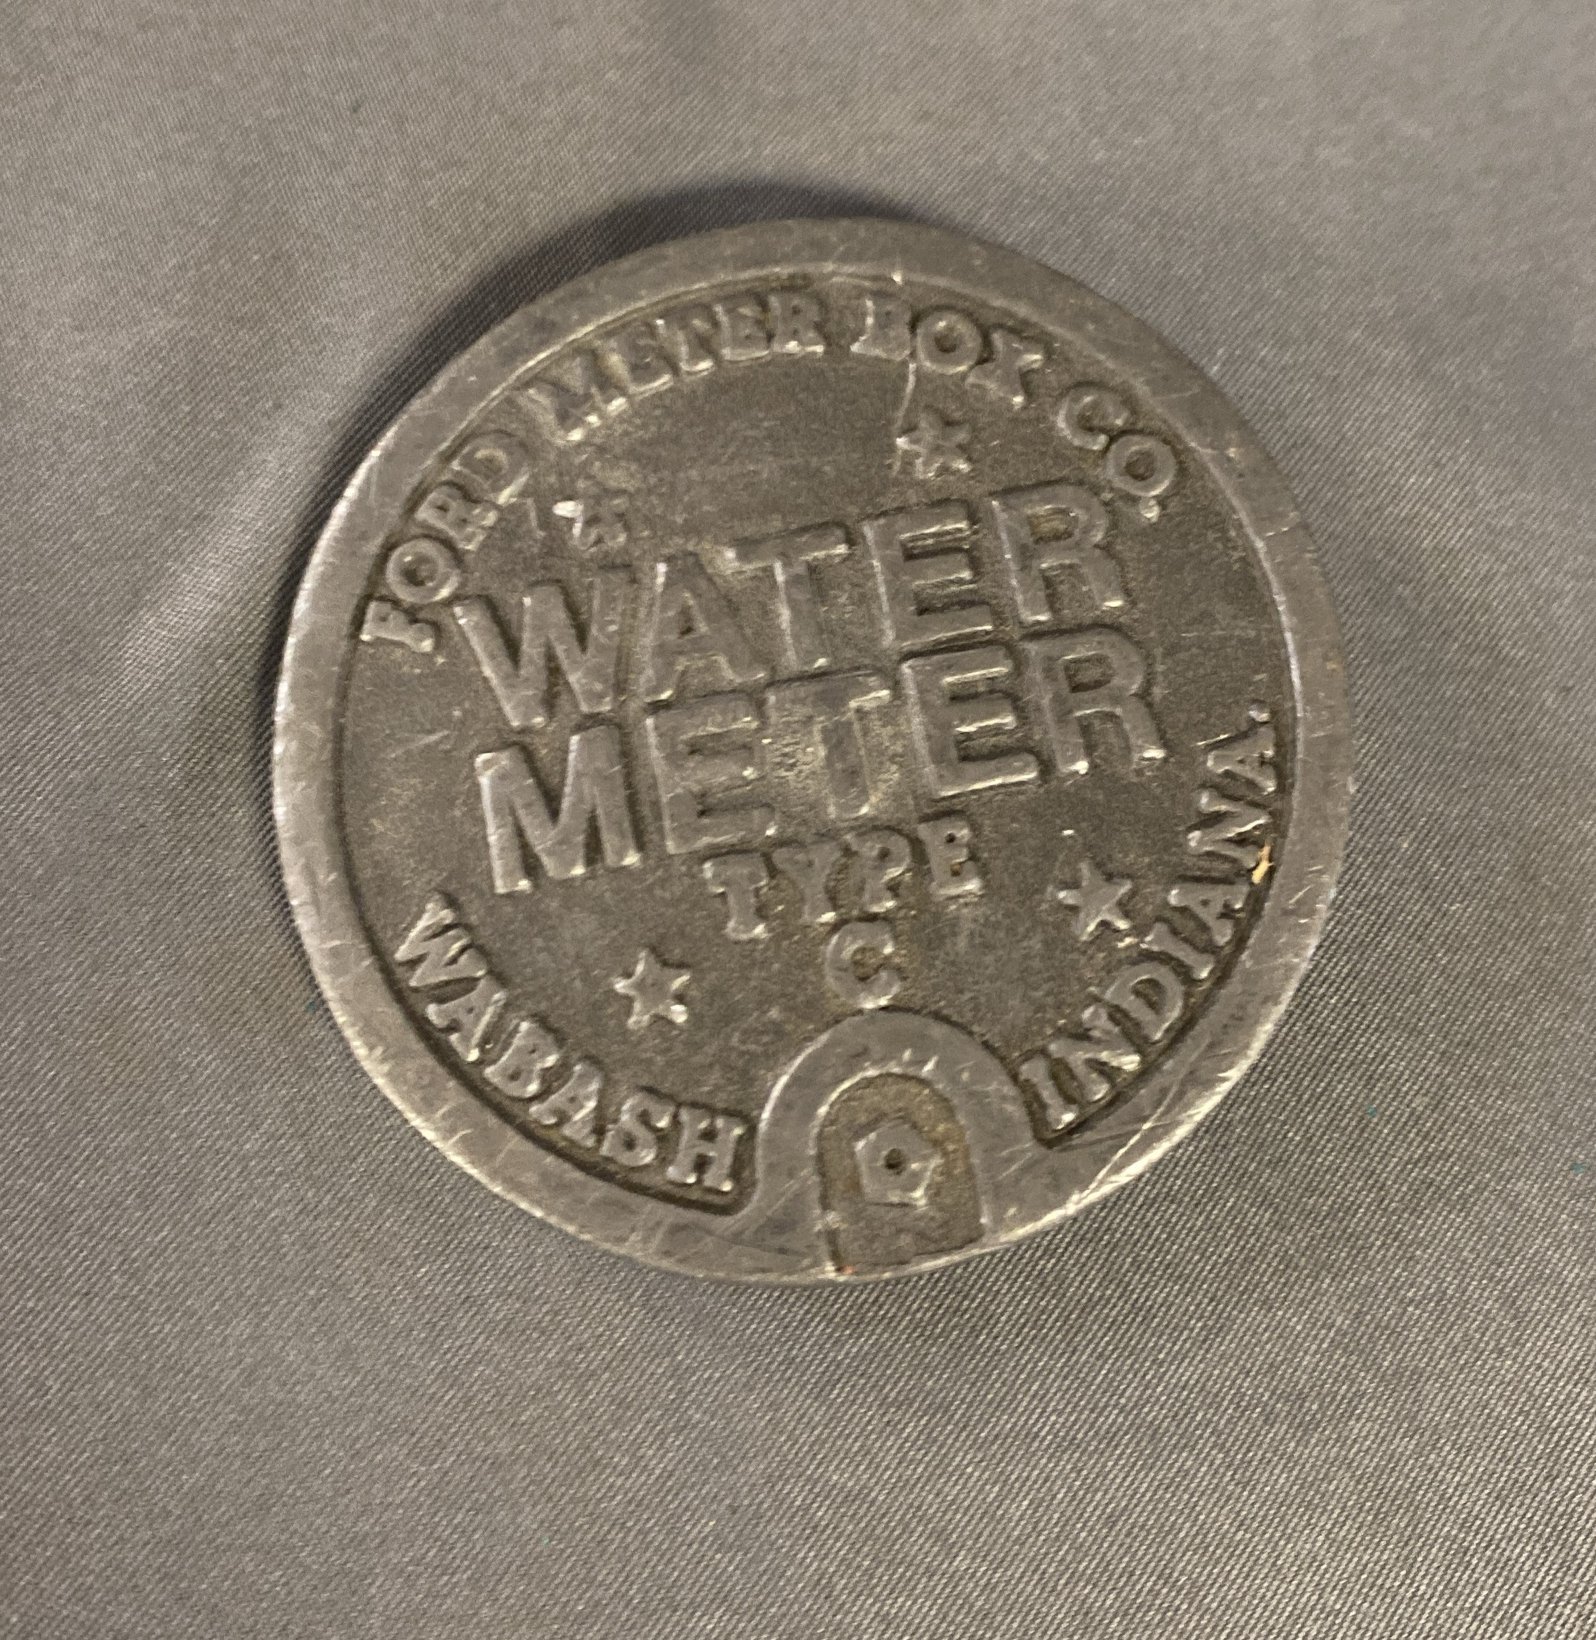 FORD METER BOX CO.
WATER
METER
TYPE
C
WABASH INDIANA.